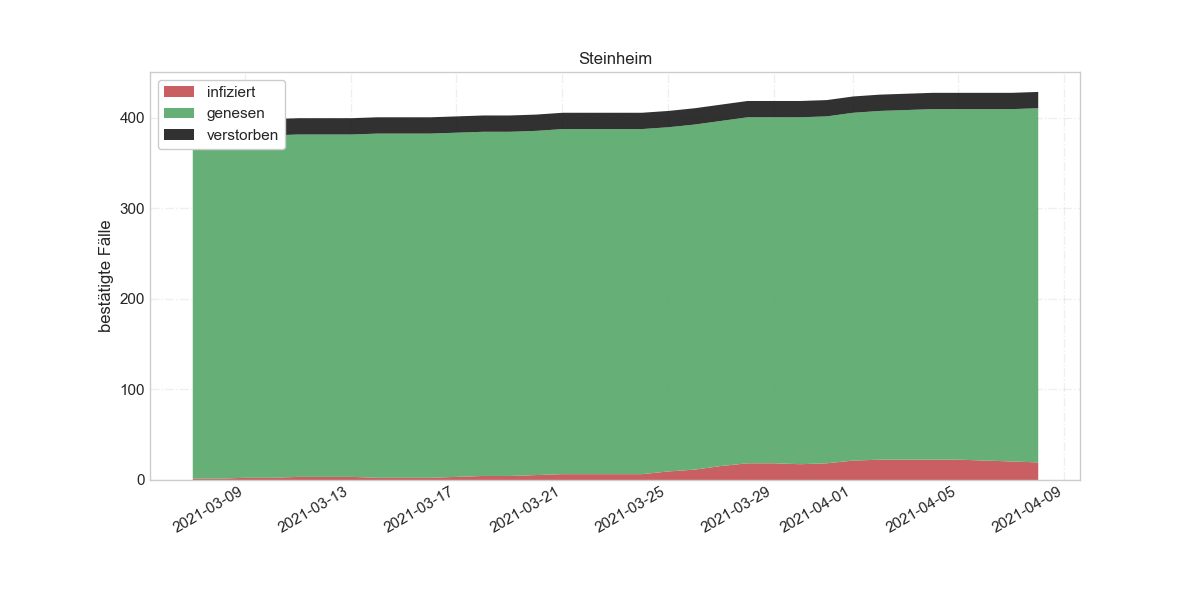 Steinheim
infiziert
genesen
verstorben
bestätigte Fälle
400
300
200
100
0
2021-03-09
2021-03-13
2021-03-17
2021-03-21
2021-03-25
2021-03-29
2021-04-01
2021-04-05
2021-04-09